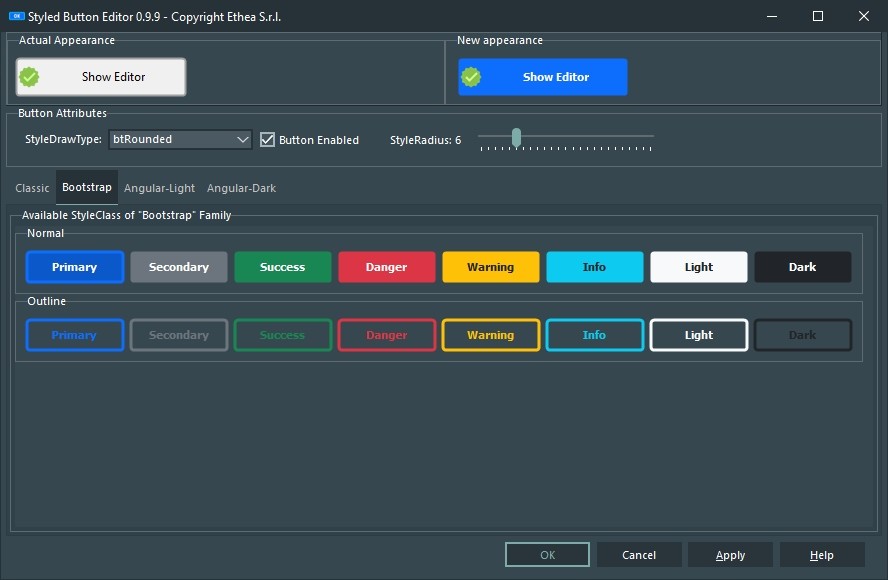 Styled Button Editor 0.9.9 - Copyright Ethea S.r.l.
Actual Appearance
New appearance
Show Editor
Show Editor
Button Attributes
StyleDrawType: btRounded
Button Enabled
StyleRadius: 6
Classic Bootstrap Angular-Light Angular-Dark
Available StyleClass of "Bootstrap" Family
Normal
Primary Secondary Success Danger Warning Info Light Dark
Outline
Primary Secondary Success Danger Warning Info Light Dark
OK Cancel Apply Help